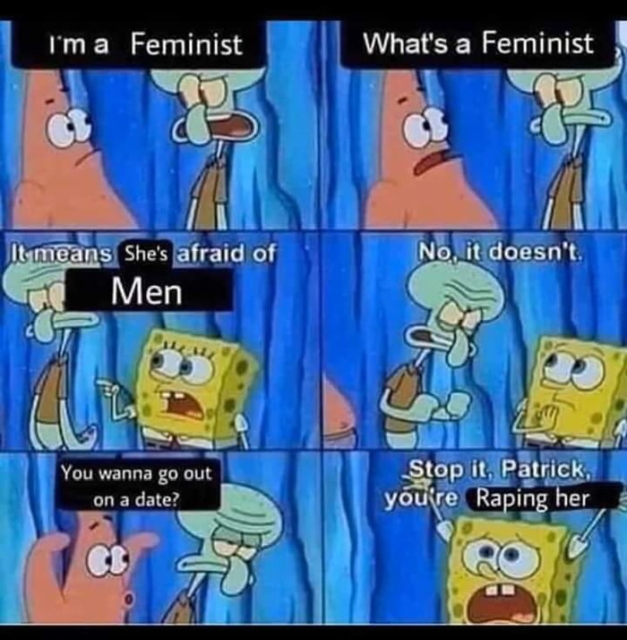 I'm a Feminist
What's a Feminist
It means She's afraid of
Men
No, it doesn't.
You wanna go out
on a date?
Stop it, Patrick,
you're Raping her